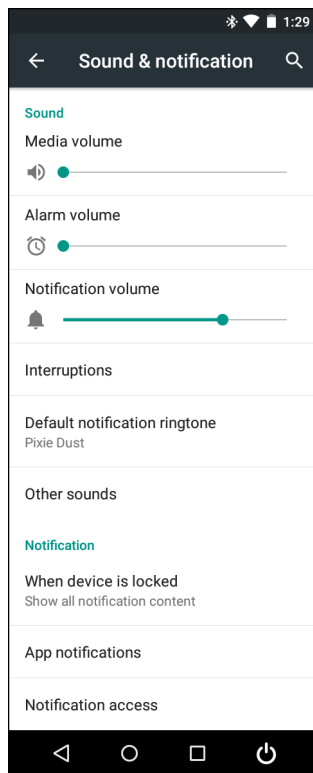 1:29
Sound & notification
Sound
Media volume
Alarm volume
Notification volume
Interruptions
Default notification ringtone
Pixie Dust
Other sounds
Notification
When device is locked
Show all notification content
App notifications
Notification access